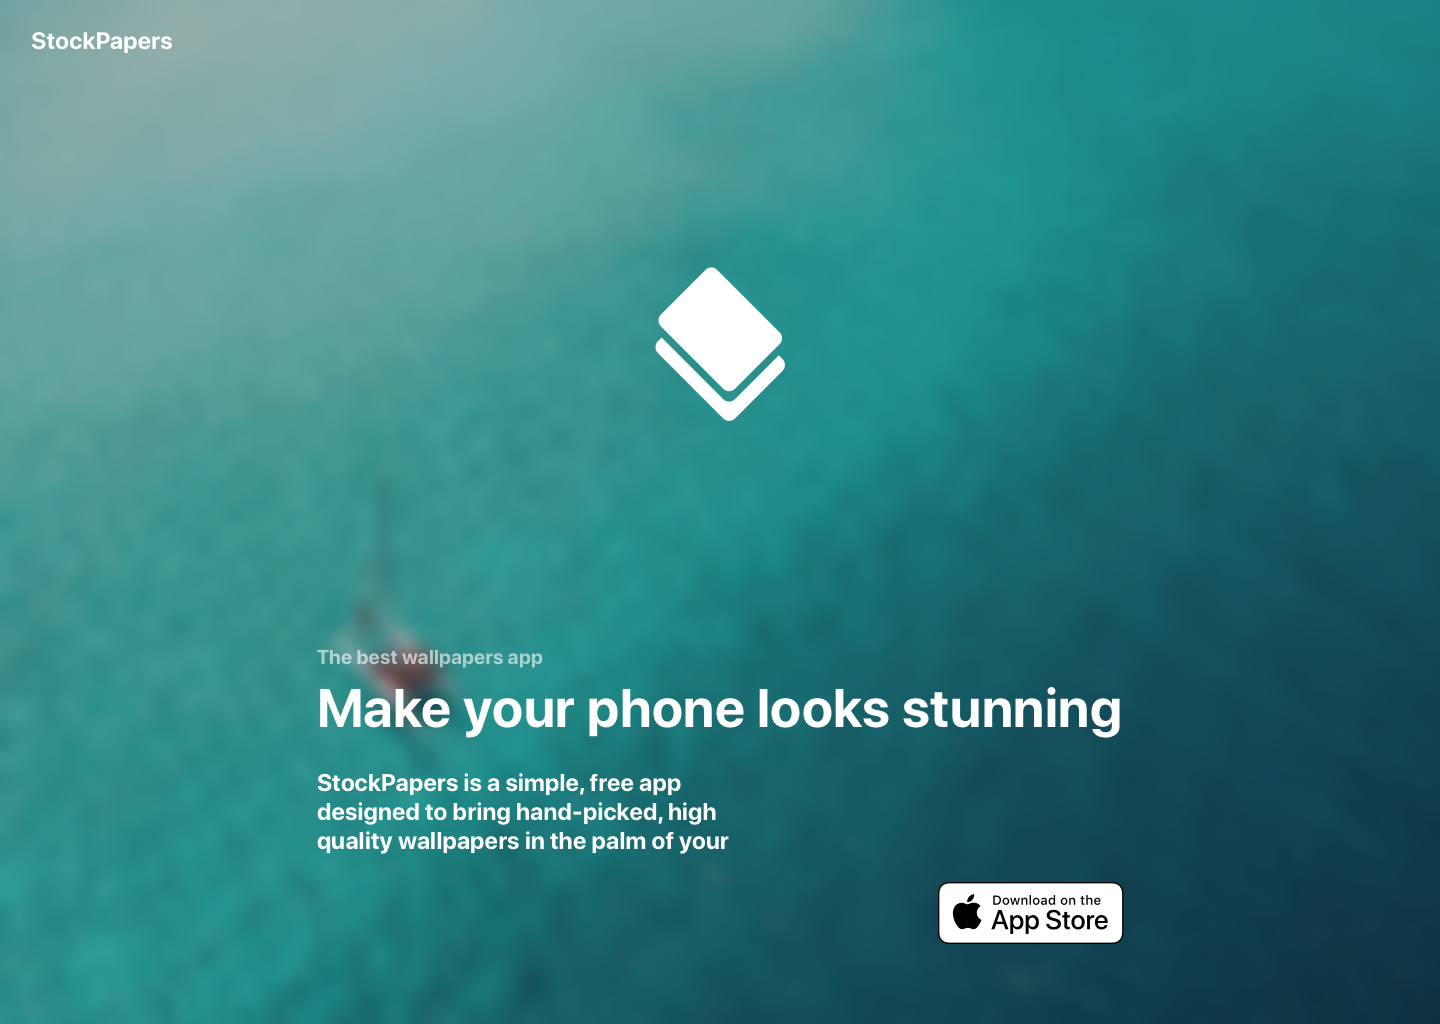 StockPapers
The best wallpapers app
Make your phone looks stunning
StockPapers is a simple, free app
designed to bring hand-picked, high
quality wallpapers in the palm of your
Download on the
App Store